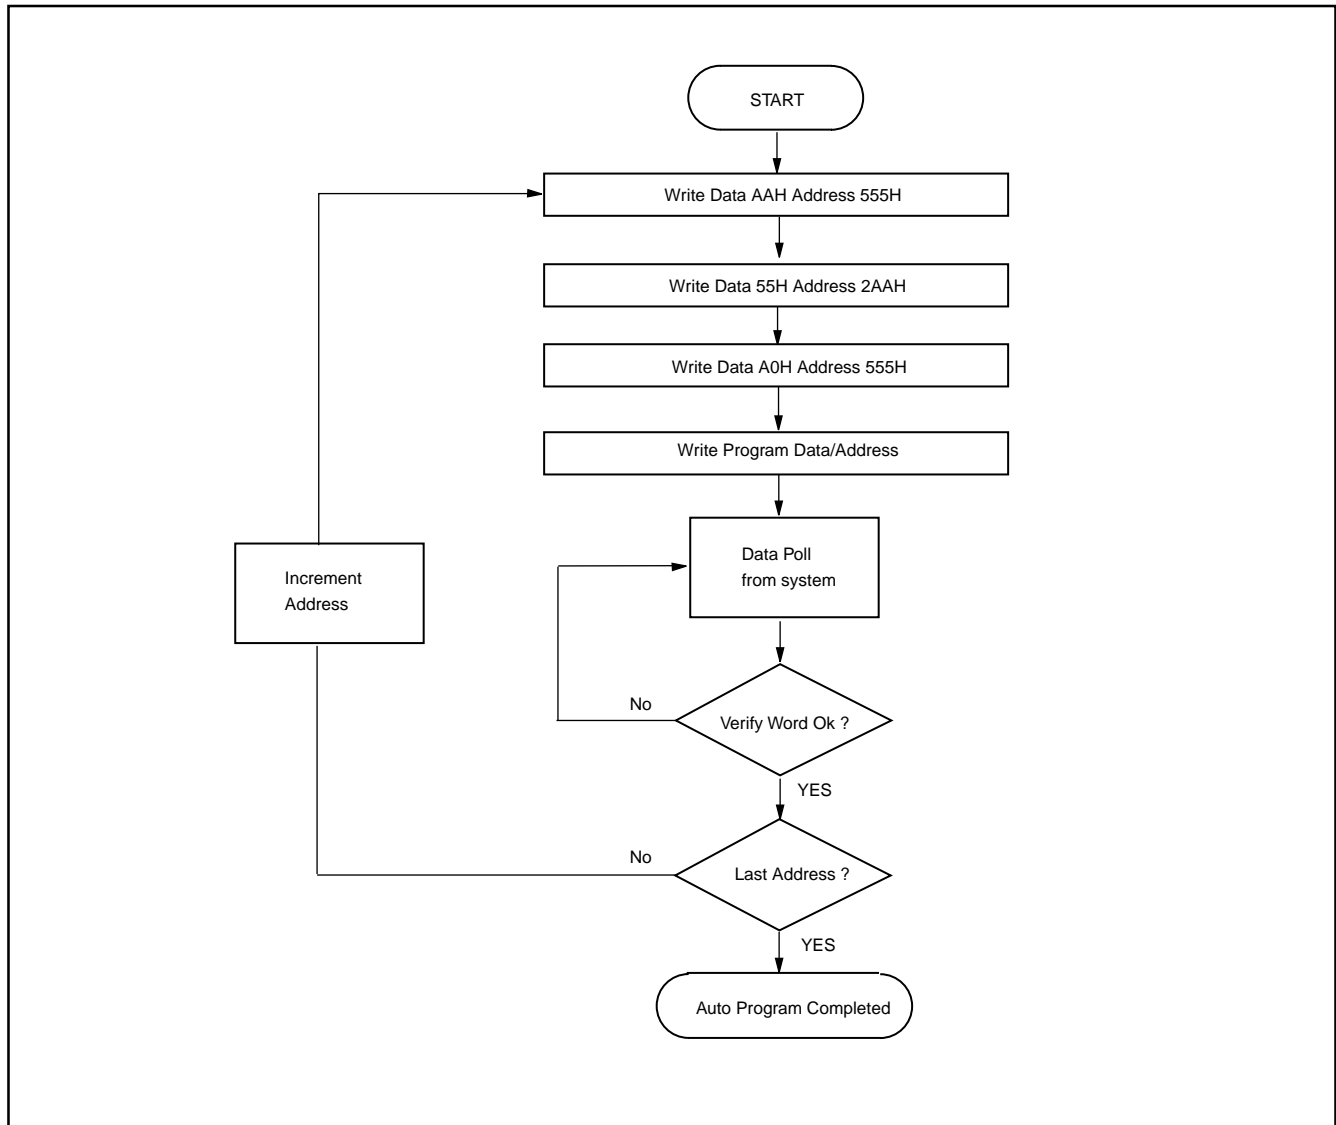 START
Write Data AAH Address 555H
Write Data 55H Address 2AAH
Write Data A0H Address 555H
Write Program Data/Address
Data Poll
from system
Increment
Address
No
Verify Word Ok ?
YES
No
Last Address ?
YES
Auto Program Completed